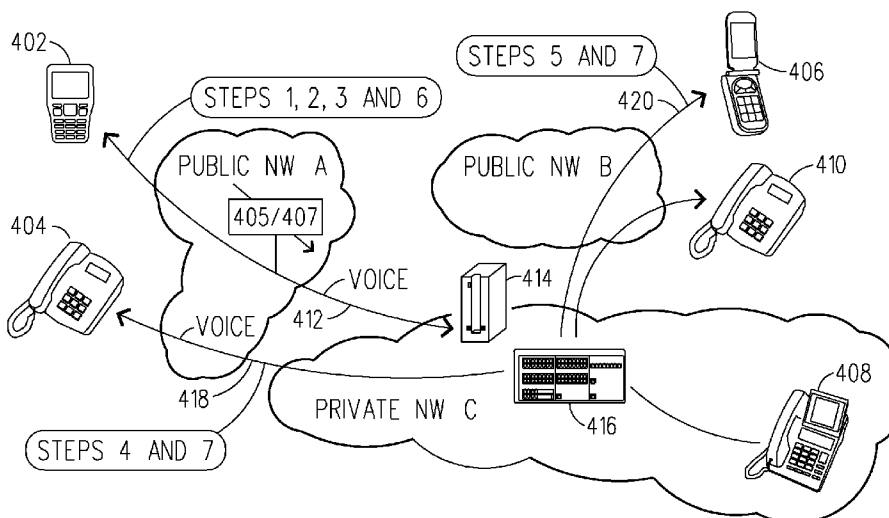 402
STEPS 1, 2, 3 AND 6
STEPS 5 AND 7
406
420
PUBLIC NW A
PUBLIC NW B
410
404
405/407
414
VOICE
412
VOICE
418
PRIVATE NW C
416
408
STEPS 4 AND 7